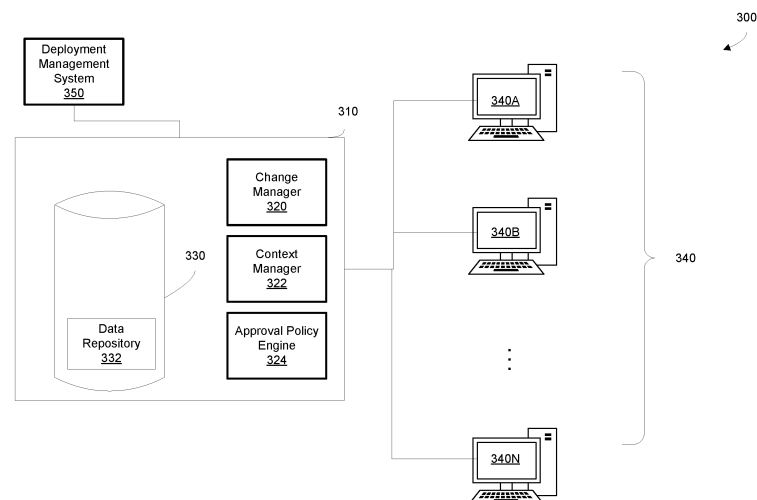 300
Deployment
Management
System
350
310
Change
Manager
320
Context
Manager
322
Approval Policy
Engine
324
330
Data
Repository
332
340A
340B
340
340N